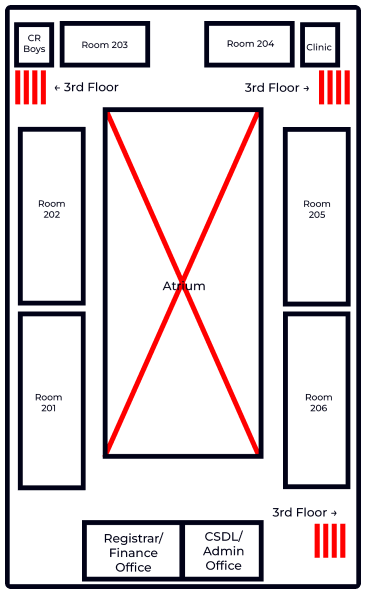 CR
Boys
Room 203
Room 204
Clinic
← 3rd Floor
3rd Floor →
Room
202
Room
205
Atrium
Room
201
Room
206
3rd Floor →
Registrar/
Finance
Office
CSDL/
Admin
Office